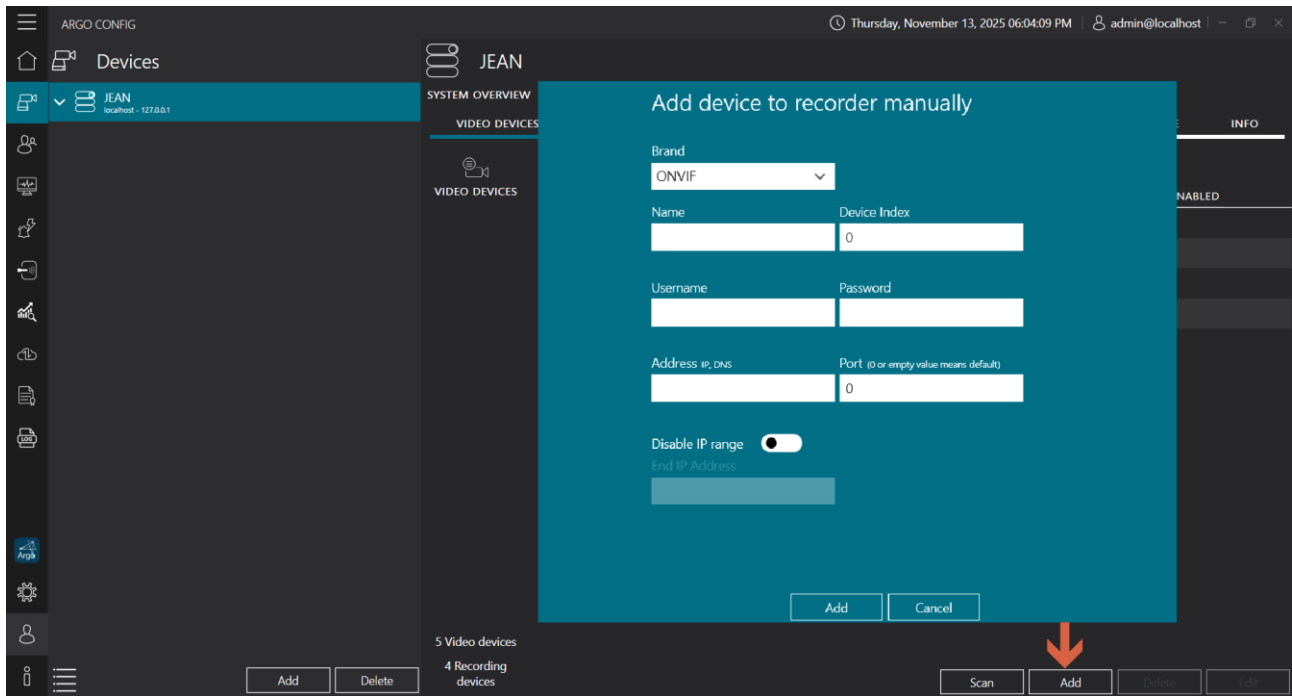 ARGO CONFIG
Thursday, November 13, 2025 06:04:09 PM
admin@localhost
Devices
JEAN
JEAN
localhost - 127.0.0.1
SYSTEM OVERVIEW
VIDEO DEVICES
INFO
VIDEO DEVICES
NABLED
Add device to recorder manually
Brand
ONVIF
Name Device Index
0
Username Password
Address IP, DNS Port (0 or empty value means default)
0
Disable IP range
End IP Address
Add Cancel
LOG
Argo
5 Video devices
4 Recording
devices
Add Delete
Scan Add Delete Edit